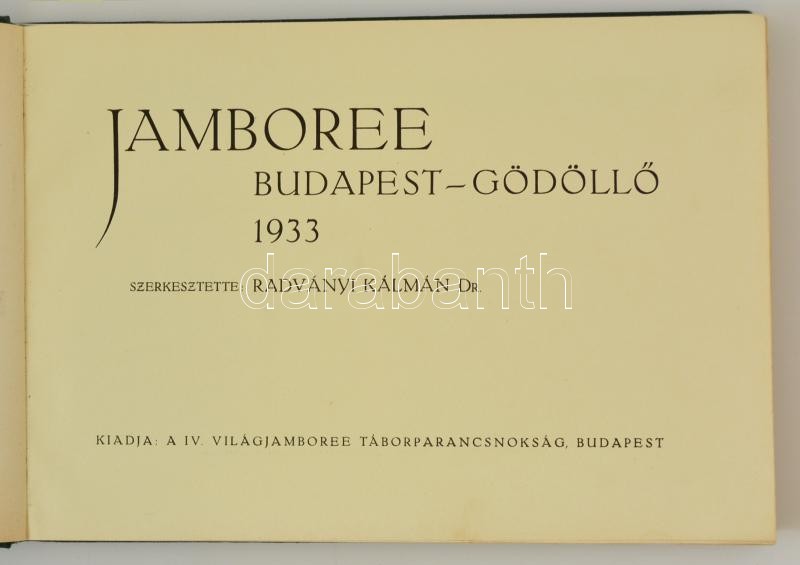 JAMBOREE
BUDAPEST–GÖDÖLLŐ
1933
SZERKESZTETTE: RADVÁNYI KÁLMÁN DR.
darabanth
KIADJA: A IV. VILÁGJAMBOREE TÁBORPARANCSNOKSÁG, BUDAPEST